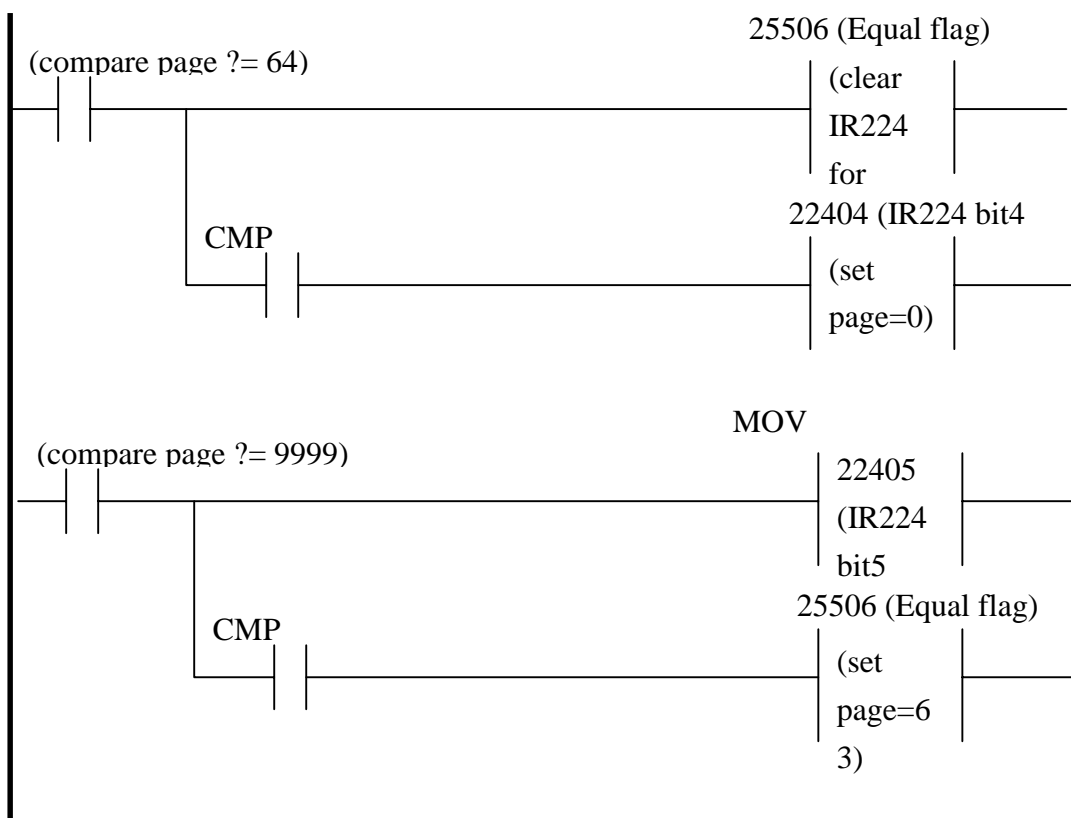 25506 (Equal flag)
(compare page ?= 64)
(clear
IR224
for
22404 (IR224 bit4
CMP
(set
page=0)
MOV
(compare page ?= 9999)
22405
(IR224
bit5
25506 (Equal flag)
CMP
(set
page=6
3)